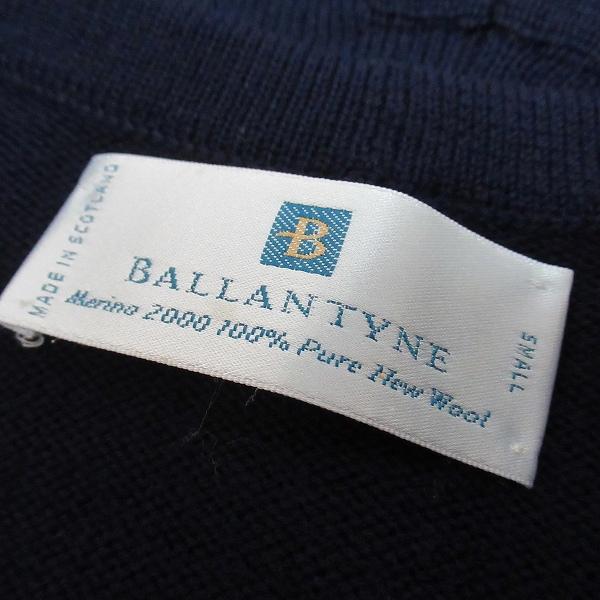 MADE IN SCOTLAND
B
BALLANTYNE
Merino 2000 100% Pure New Wool
SMALL